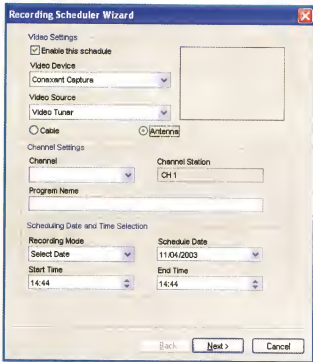 Recording Scheduler Wizard
Video Settings
Enable this schedule
Video Device
Conexant Capture
Video Source
Video Tuner
Cable
Antenna
Channel Settings
Channel
Channel Station
CH 1
Program Name
Scheduling Date and Time Selection
Recording Mode
Schedule Date
Select Date
11/04/2003
Start Time
End Time
14:44
14:44
Back
Next >
Cancel